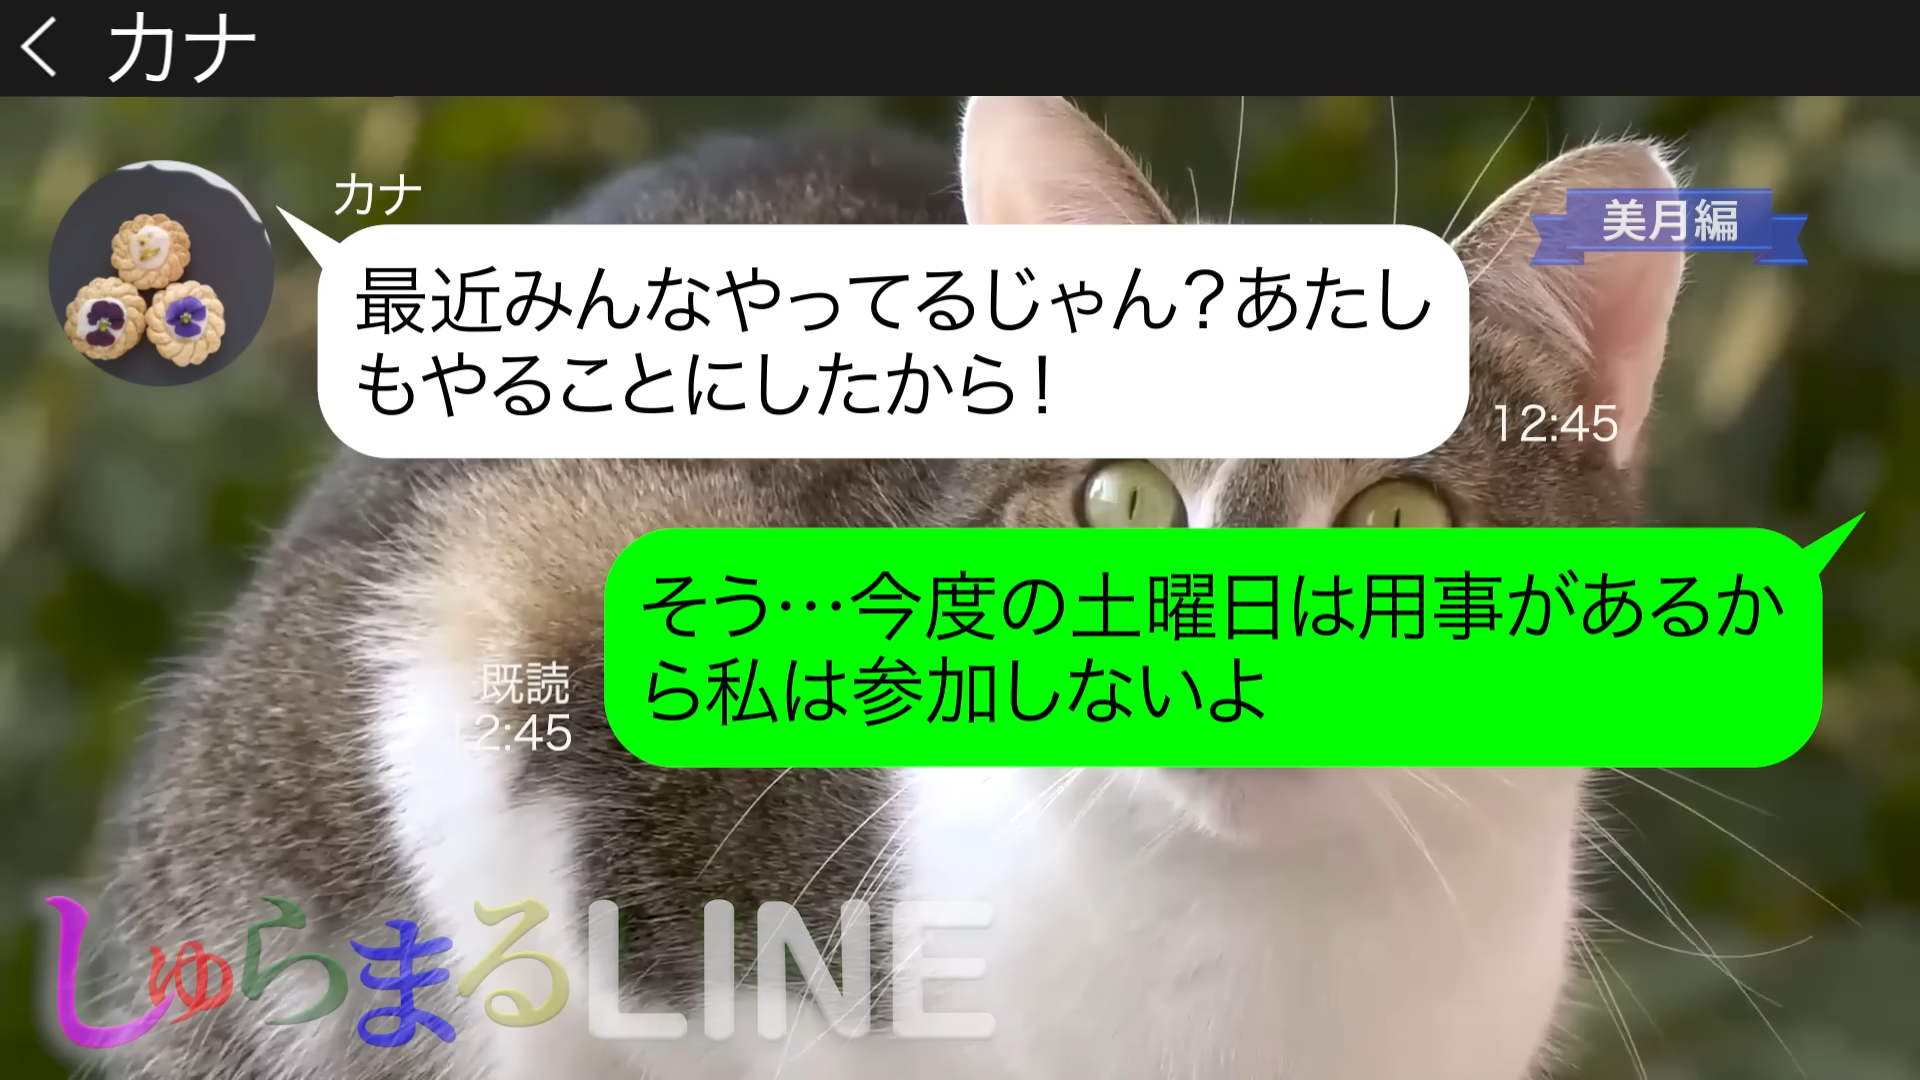 カナ
カナ
美月編
最近みんなやってるじゃん？あたし
もやることにしたから！
12:45
そう…今度の土曜日は用事があるか
ら私は参加しないよ
既読
12:45
しゅらまるLINE